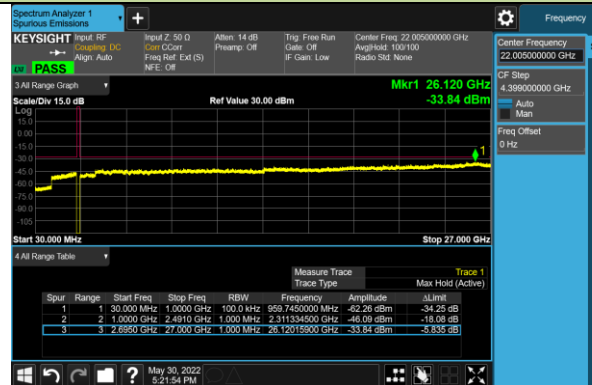 Spectrum Analyzer 1
Spurious Emissions
Frequency
KEYSIGHT Input: RF Input Z: 50 Ω Atten: 14 dB Trig: Free Run Center Freq: 22.005000000 GHz
Coupling: DC Corr CCorr Preamp: Off Gate: Off Avg|Hold: 100/100
Align: Auto Freq Ref: Ext (S) IF Gain: Low Radio Std: None
NFE: Off
PASS
Center Frequency
22.005000000 GHz
CF Step
4.399000000 GHz
Auto
Man
Freq Offset
0 Hz
3 All Range Graph
Mkr1 26.120 GHz
Scale/Div 15.0 dB Ref Value 30.00 dBm -33.84 dBm
Log
15.0
0.00
-15.0
-30.0
-45.0
-60.0
-75.0
-90.0
-105
1
Start 30.000 MHz Stop 27.000 GHz
4 All Range Table
Measure Trace Trace 1
Trace Type Max Hold (Active)
Spur Range Start Freq Stop Freq RBW Frequency Amplitude ΔLimit
1 1 30.000 MHz 1.0000 GHz 100.0 kHz 959.7450000 MHz -62.26 dBm -34.25 dB
2 2 1.0000 GHz 2.4910 GHz 1.000 MHz 2.311334500 GHz -46.09 dBm -18.08 dB
3 3 2.6950 GHz 27.000 GHz 1.000 MHz 26.12015900 GHz -33.84 dBm -5.835 dB
May 30, 2022
5:21:54 PM